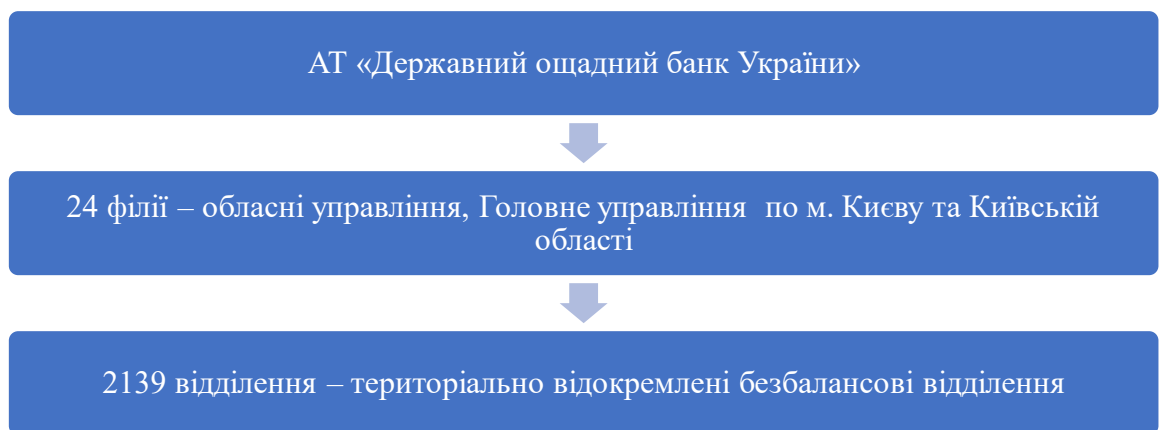 АТ «Державний ощадний банк України»
24 філії – обласні управління, Головне управління  по м. Києву та Київській
області
2139 відділення – територіально відокремлені безбалансові відділення